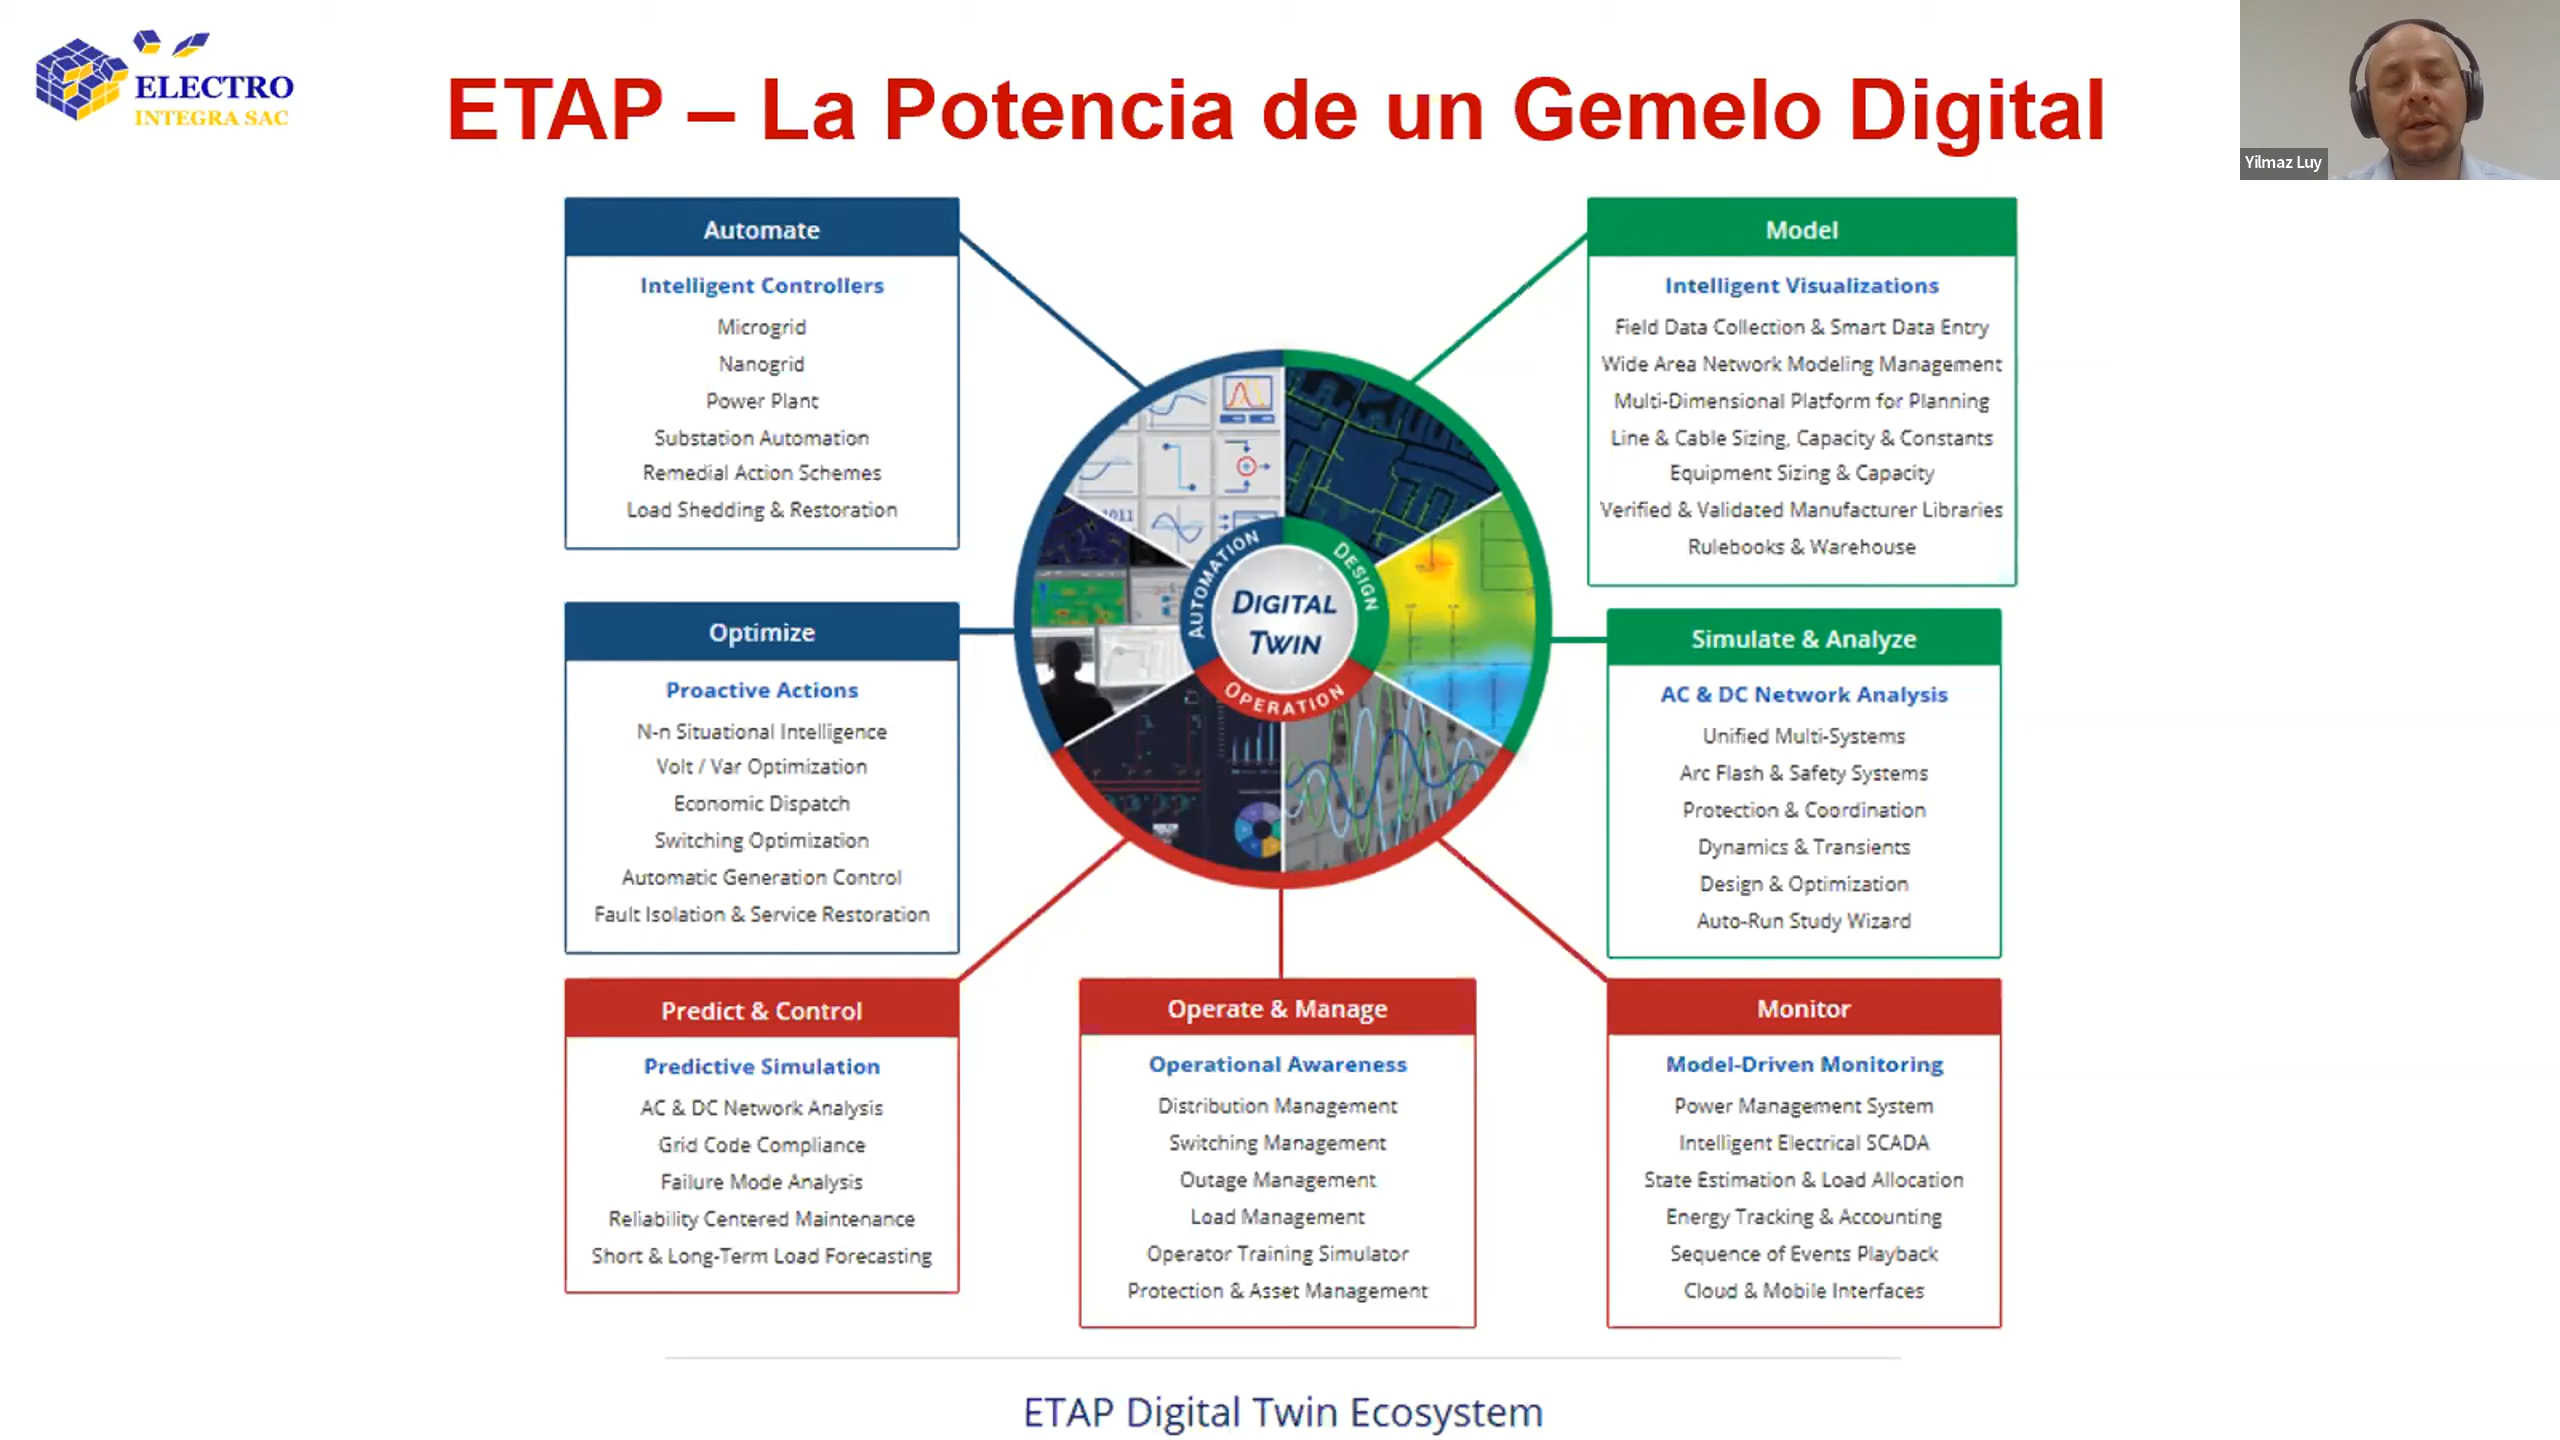 ELECTRO
INTEGRA SAC
ETAP – La Potencia de un Gemelo Digital
Yilmaz Luy
Automate
Intelligent Controllers
Microgrid
Nanogrid
Power Plant
Substation Automation
Remedial Action Schemes
Load Shedding & Restoration
Model
Intelligent Visualizations
Field Data Collection & Smart Data Entry
Wide Area Network Modeling Management
Multi-Dimensional Platform for Planning
Line & Cable Sizing, Capacity & Constants
Equipment Sizing & Capacity
Verified & Validated Manufacturer Libraries
Rulebooks & Warehouse
1011
AUTOMATION
DESIGN
OPERATION
DIGITAL
TWIN
Optimize
Proactive Actions
N-n Situational Intelligence
Volt / Var Optimization
Economic Dispatch
Switching Optimization
Automatic Generation Control
Fault Isolation & Service Restoration
Simulate & Analyze
AC & DC Network Analysis
Unified Multi-Systems
Arc Flash & Safety Systems
Protection & Coordination
Dynamics & Transients
Design & Optimization
Auto-Run Study Wizard
Predict & Control
Predictive Simulation
AC & DC Network Analysis
Grid Code Compliance
Failure Mode Analysis
Reliability Centered Maintenance
Short & Long-Term Load Forecasting
Operate & Manage
Operational Awareness
Distribution Management
Switching Management
Outage Management
Load Management
Operator Training Simulator
Protection & Asset Management
Monitor
Model-Driven Monitoring
Power Management System
Intelligent Electrical SCADA
State Estimation & Load Allocation
Energy Tracking & Accounting
Sequence of Events Playback
Cloud & Mobile Interfaces
ETAP Digital Twin Ecosystem